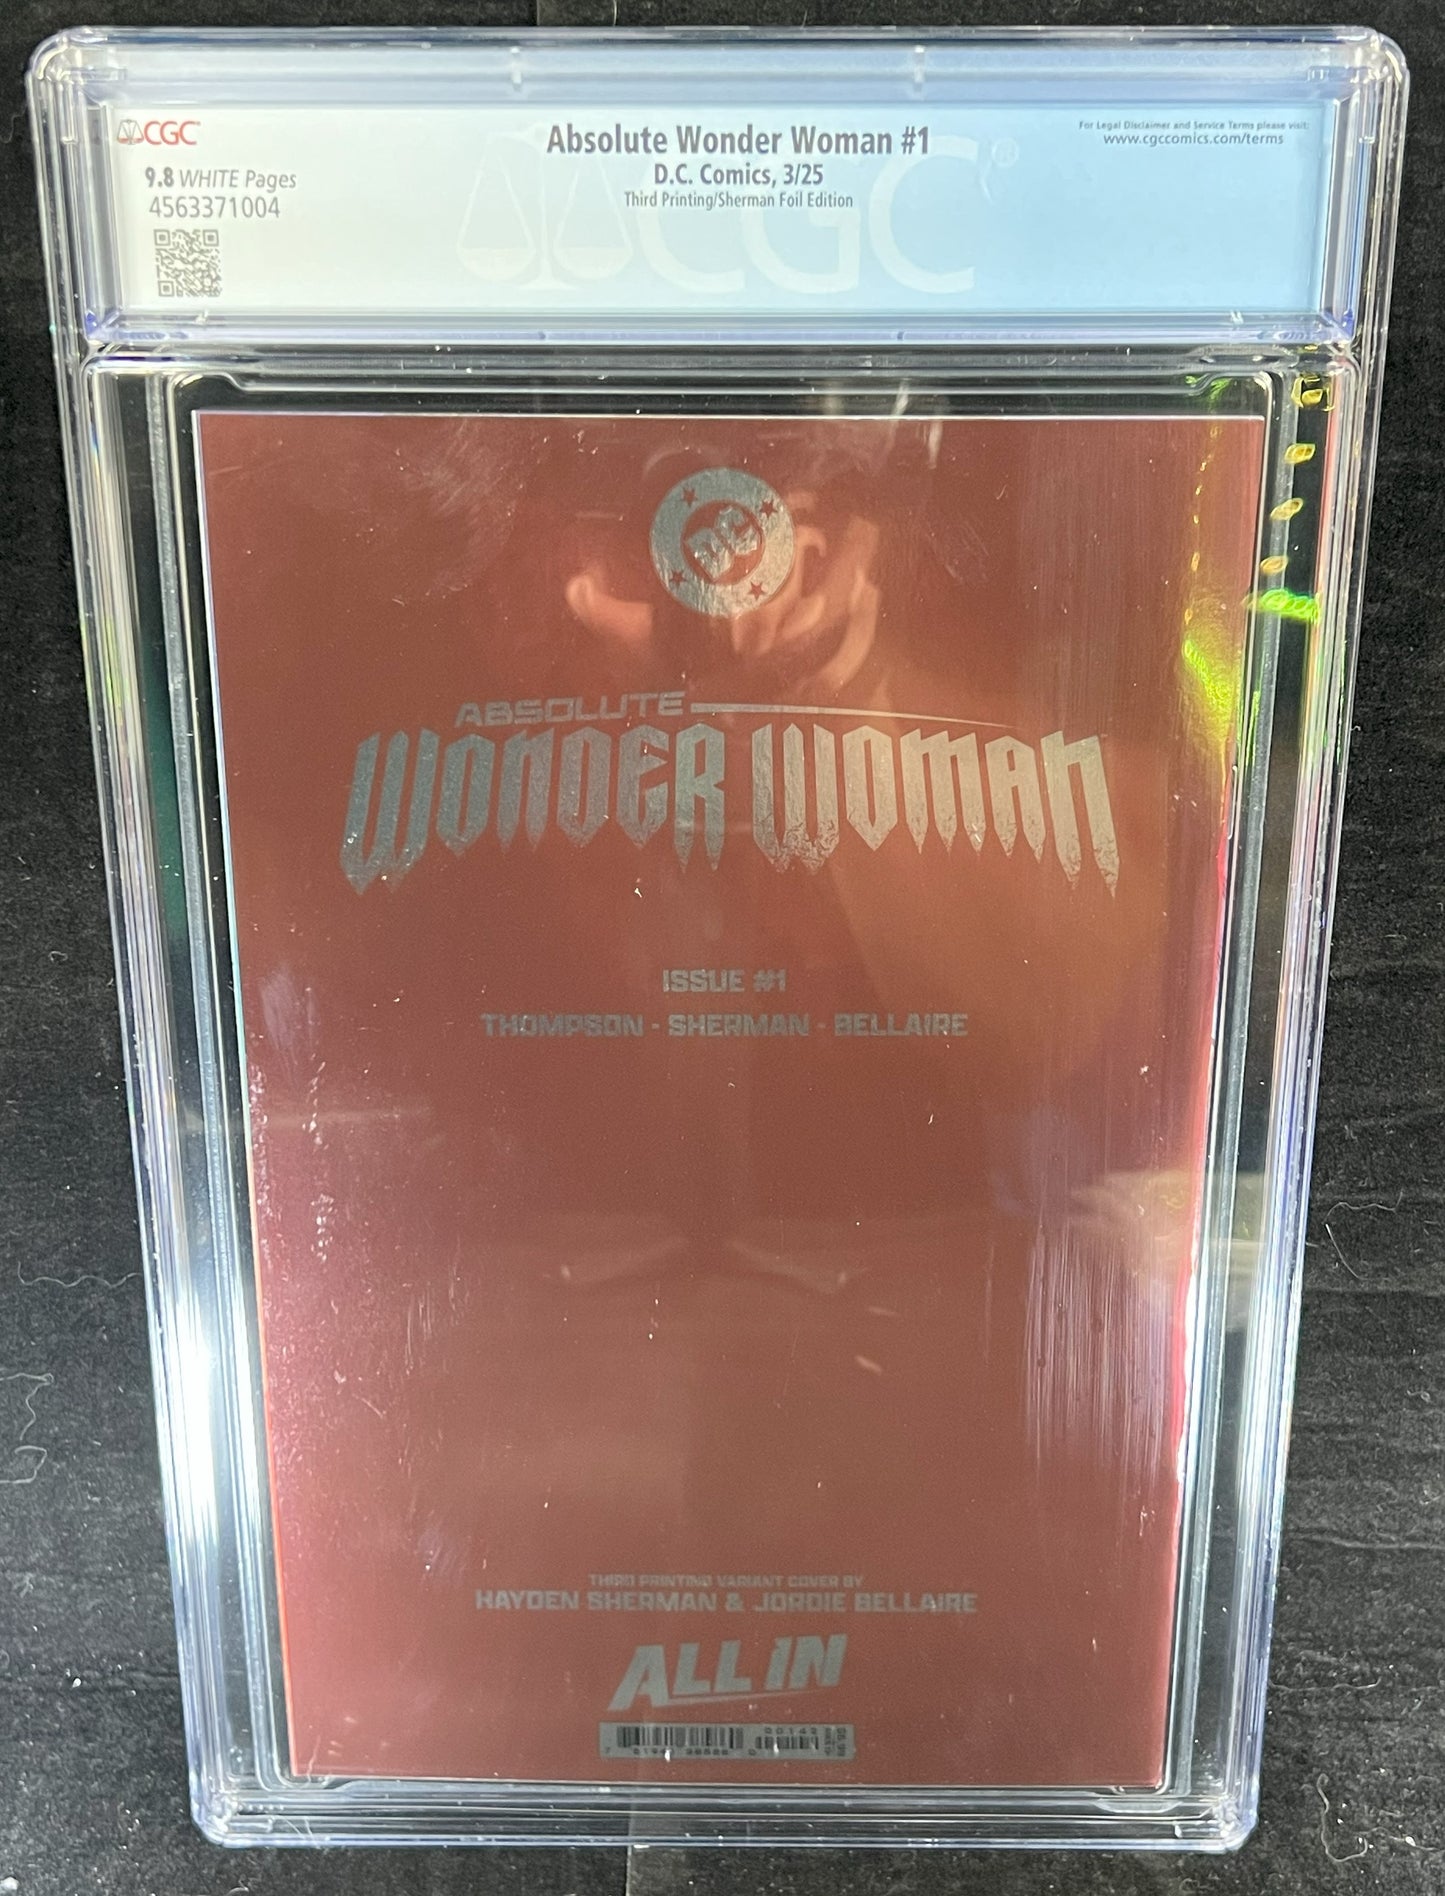 CGC
Absolute Wonder Woman #1
For Legal Disclaimer and Service Terms please visit:
www.cgccomics.com/terms
9.8 WHITE Pages
D.C. Comics, 3/25
4563371004
Third Printing/Sherman Foil Edition
CGC
DC
ABSOLUTE
WONDER WOMAN
ISSUE #1
THOMPSON · SHERMAN · BELLAIRE
THIRD PRINTING VARIANT COVER BY
HAYDEN SHERMAN & JORDIE BELLAIRE
ALL IN